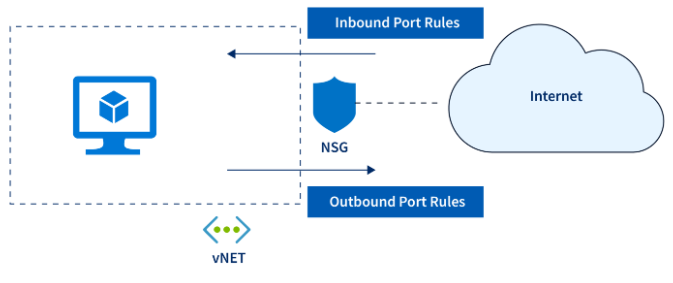 Inbound Port Rules
Internet
NSG
Outbound Port Rules
vNET